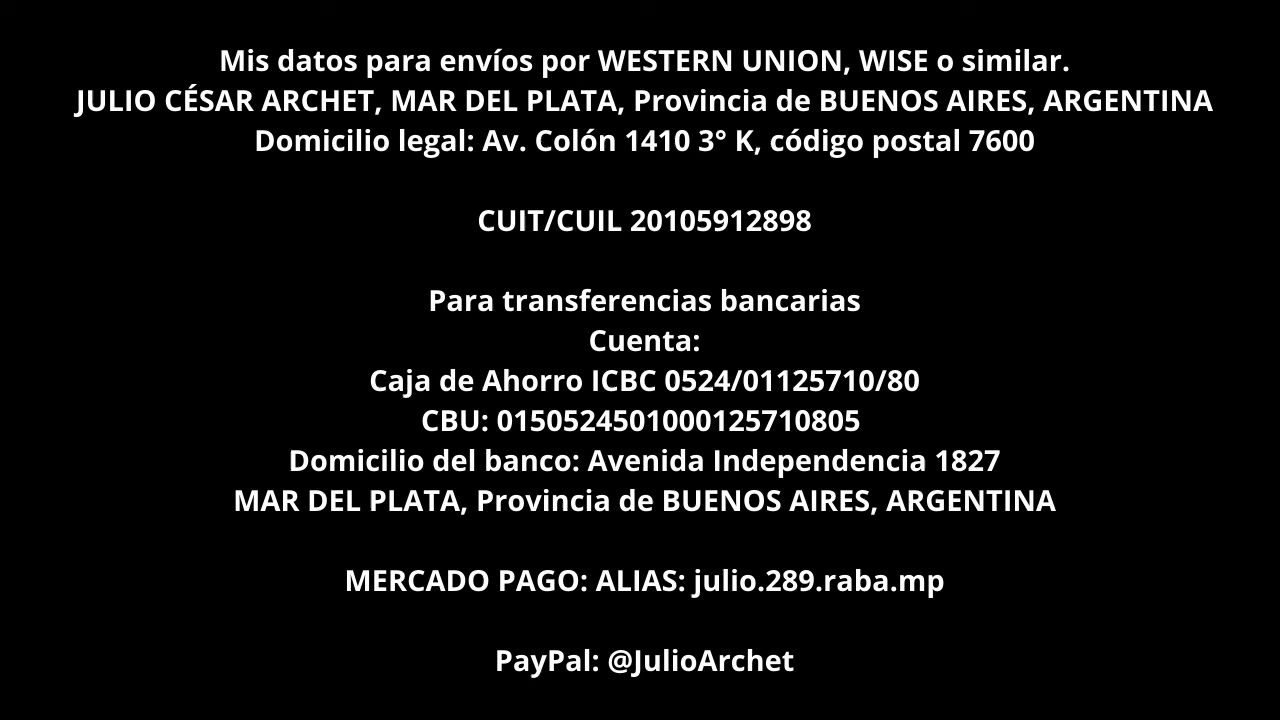 Mis datos para envíos por WESTERN UNION, WISE o similar.
JULIO CÉSAR ARCHET, MAR DEL PLATA, Provincia de BUENOS AIRES, ARGENTINA
Domicilio legal: Av. Colón 1410 3° K, código postal 7600
CUIT/CUIL 20105912898
Para transferencias bancarias
Cuenta:
Caja de Ahorro ICBC 0524/01125710/80
CBU: 0150524501000125710805
Domicilio del banco: Avenida Independencia 1827
MAR DEL PLATA, Provincia de BUENOS AIRES, ARGENTINA
MERCADO PAGO: ALIAS: julio.289.raba.mp
PayPal: @JulioArchet